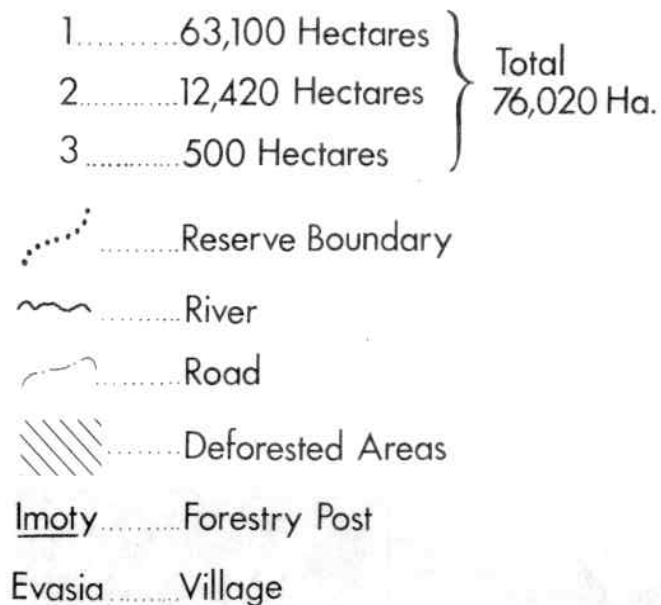 1..........63,100 Hectares
2..........12,420 Hectares
3..........500 Hectares
Total
76,020 Ha.
.........Reserve Boundary
.........River
.........Road
.......Deforested Areas
Imoty........Forestry Post
Evasia........Village